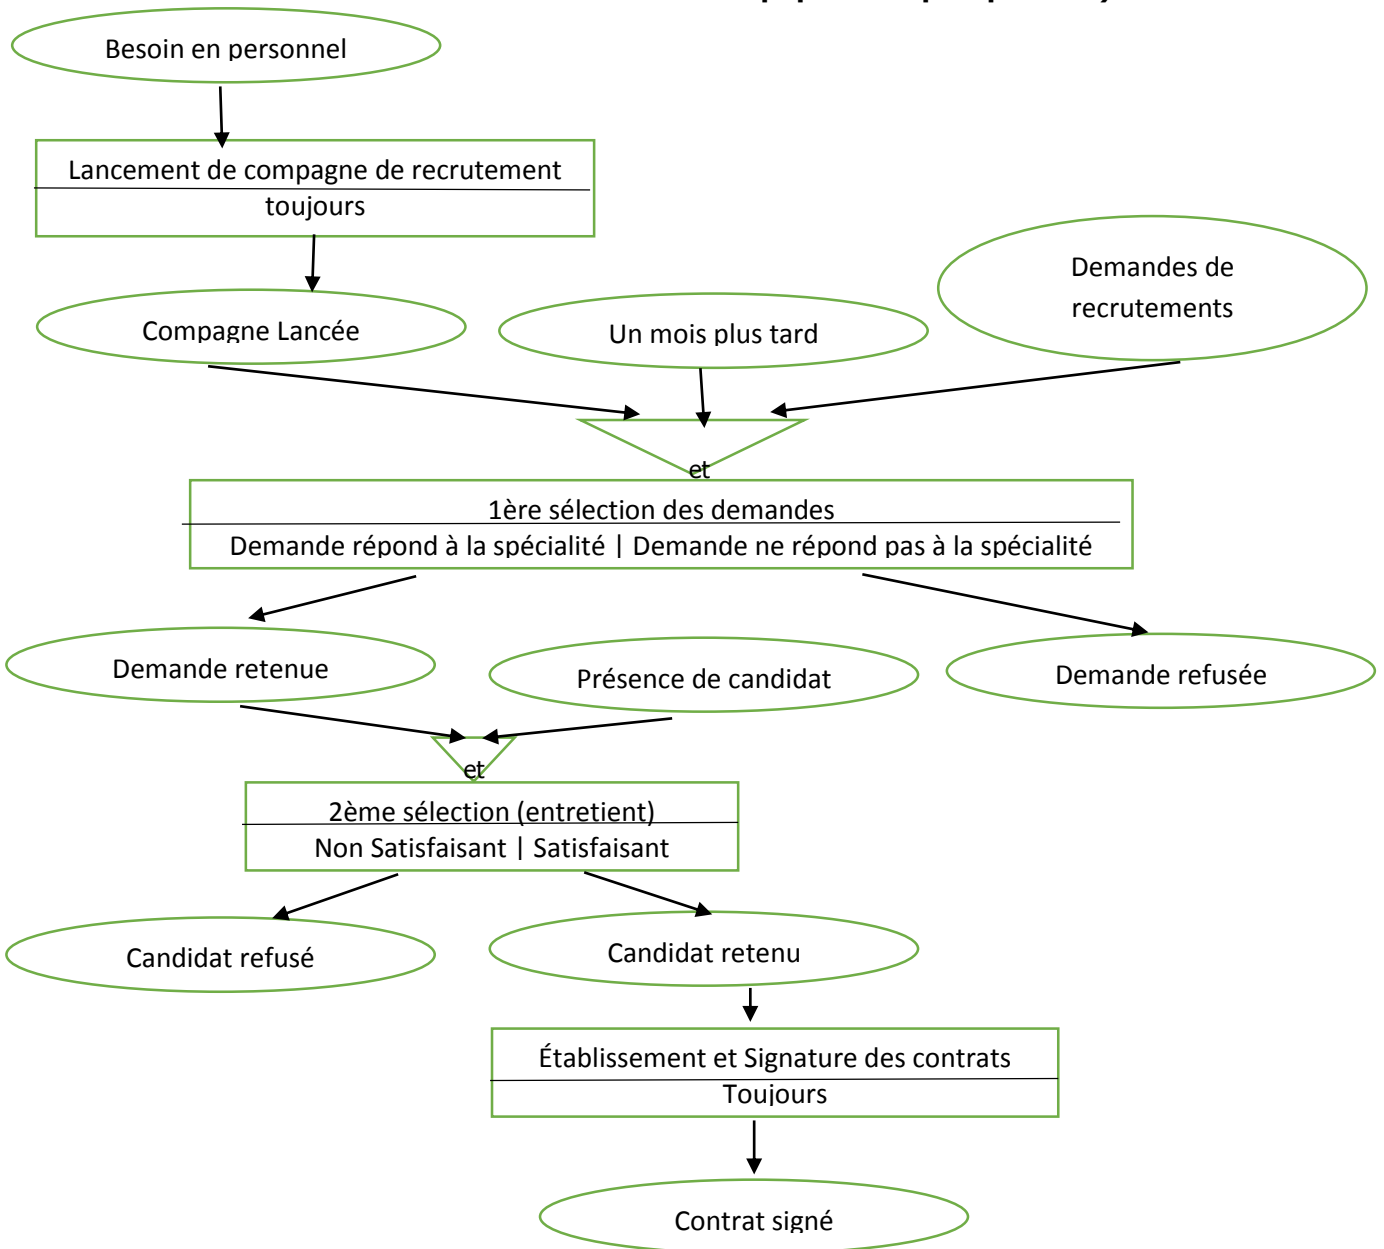 Besoin en personnel
Lancement de compagne de recrutement
toujours
Demandes de
recrutements
Compagne Lancée
Un mois plus tard
et
1ère sélection des demandes
Demande répond à la spécialité | Demande ne répond pas à la spécialité
Demande retenue
Présence de candidat
Demande refusée
et
2ème sélection (entretient)
Non Satisfaisant | Satisfaisant
Candidat refusé
Candidat retenu
Établissement et Signature des contrats
Toujours
Contrat signé